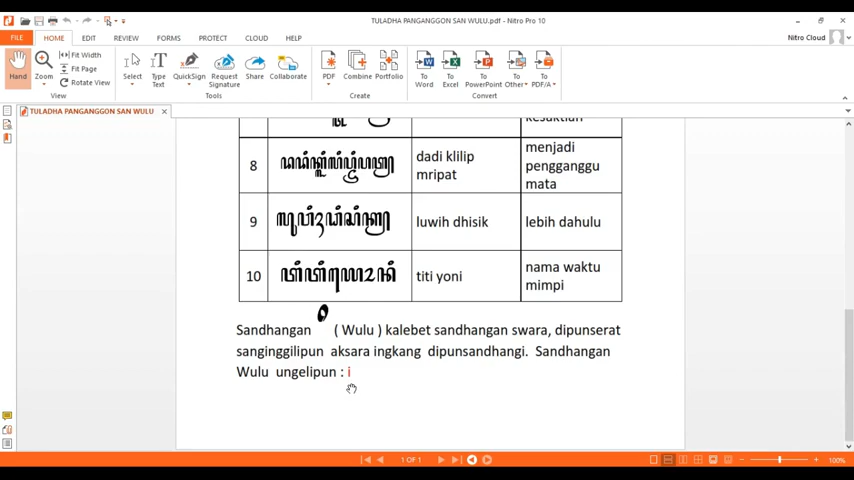 TULADHA PANGANGGON SAN WULU.pdf - Nitro Pro 10
FILE HOME EDIT REVIEW FORMS PROTECT CLOUD HELP
Nitro Cloud
Hand Zoom Fit Width
Fit Page
Rotate View
Select Type Text QuickSign Request Signature Share Collaborate
PDF Combine Portfolio
To Word To Excel To PowerPoint To Other To PDF/A
View Tools Create Convert
TULADHA PANGANGGON SAN WULU
kesaktian
8 dadi klilip mripat menjadi pengganggu mata
9 luwih dhisik lebih dahulu
10 titi yoni nama waktu mimpi
Sandhangan ( Wulu ) kalebet sandhangan swara, dipunserat
sanginggilipun aksara ingkang dipunsandhangi. Sandhangan
Wulu ungelipun : i
1 OF 1
100%